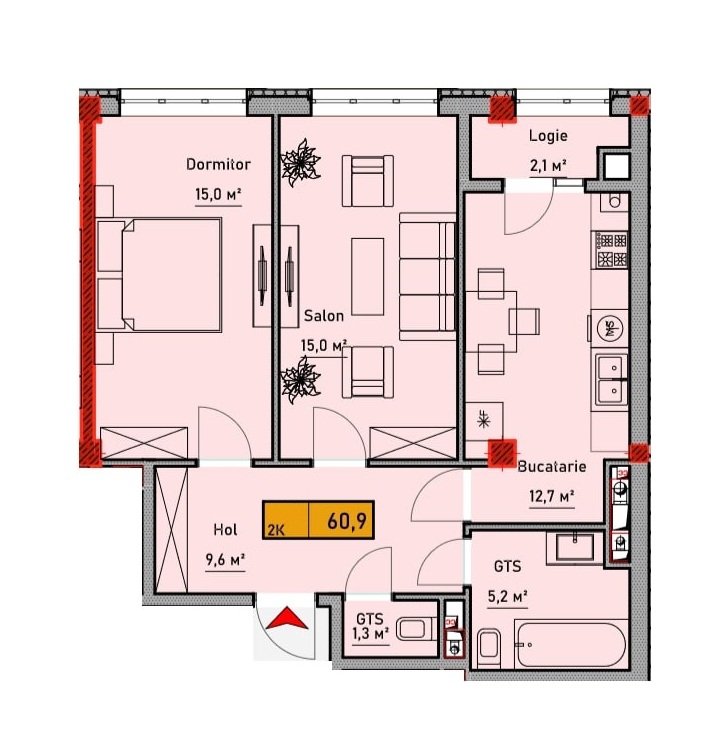 Logie
2,1 м²
Dormitor
15,0 м²
Salon
15,0 м²
Bucatarie
12,7 м²
Hol
9,6 м²
2K
60,9
GTS
5,2 м²
GTS
1,3 м²